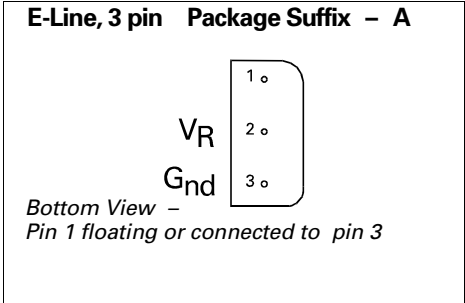 E-Line, 3 pin Package Suffix – A
1
VR 2
Gnd 3
Bottom View –
Pin 1 floating or connected to pin 3